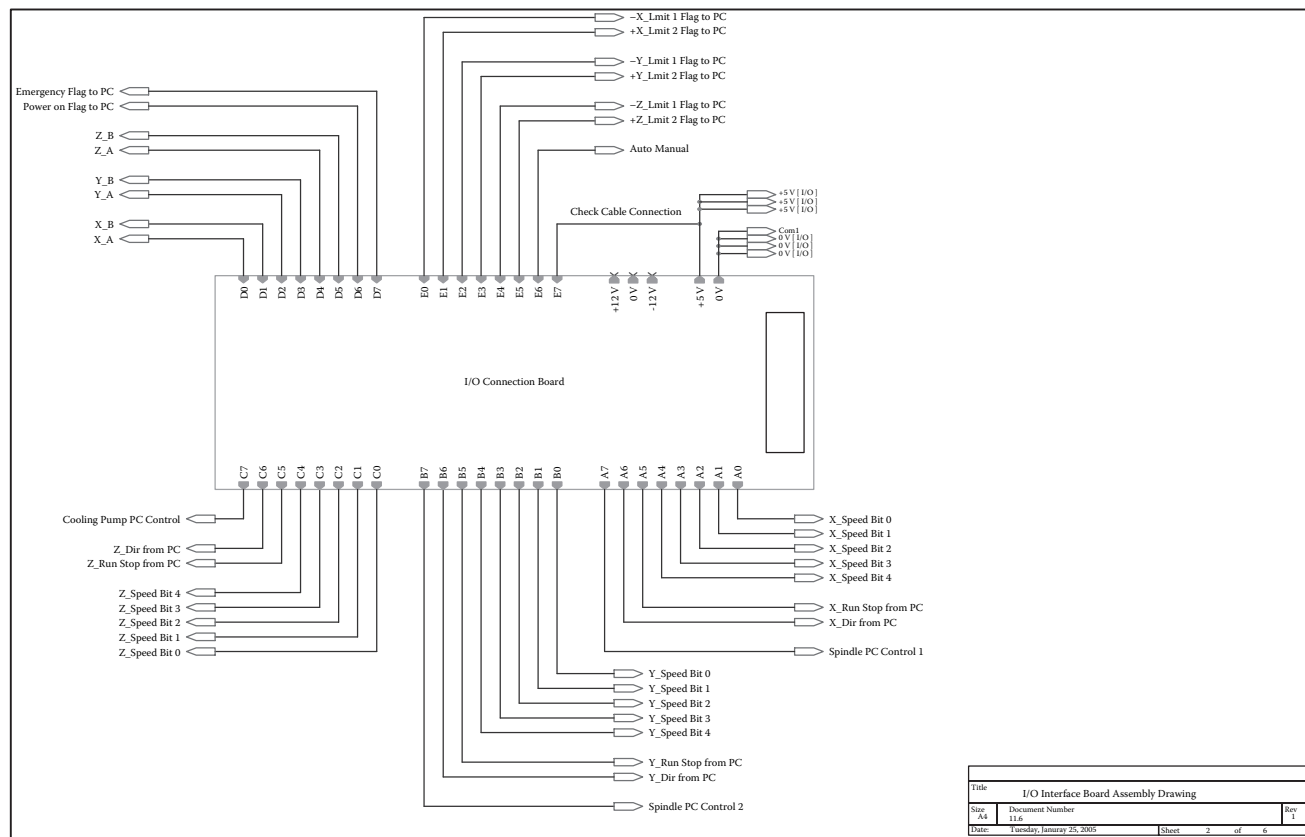 −X_Lmit 1 Flag to PC
+X_Lmit 2 Flag to PC
−Y_Lmit 1 Flag to PC
+Y_Lmit 2 Flag to PC
Emergency Flag to PC
Power on Flag to PC
−Z_Lmit 1 Flag to PC
+Z_Lmit 2 Flag to PC
Z_B
Z_A
Auto Manual
Y_B
Y_A
+5 V [ I/O ]
+5 V [ I/O ]
+5 V [ I/O ]
Check Cable Connection
X_B
X_A
Com1
0 V [ I/O ]
0 V [ I/O ]
0 V [ I/O ]
D0 D1 D2 D3 D4 D5 D6 D7 E0 E1 E2 E3 E4 E5 E6 E7 +12 V 0 V -12 V +5 V 0 V
I/O Connection Board
C7 C6 C5 C4 C3 C2 C1 C0 B7 B6 B5 B4 B3 B2 B1 B0 A7 A6 A5 A4 A3 A2 A1 A0
Cooling Pump PC Control
Z_Dir from PC
Z_Run Stop from PC
Z_Speed Bit 4
Z_Speed Bit 3
Z_Speed Bit 2
Z_Speed Bit 1
Z_Speed Bit 0
X_Speed Bit 0
X_Speed Bit 1
X_Speed Bit 2
X_Speed Bit 3
X_Speed Bit 4
X_Run Stop from PC
X_Dir from PC
Spindle PC Control 1
Y_Speed Bit 0
Y_Speed Bit 1
Y_Speed Bit 2
Y_Speed Bit 3
Y_Speed Bit 4
Y_Run Stop from PC
Y_Dir from PC
Spindle PC Control 2
Title
I/O Interface Board Assembly Drawing
Size Document Number Rev
A4 11.6 1
Date: Tuesday, Januray 25, 2005 Sheet 2 of 6